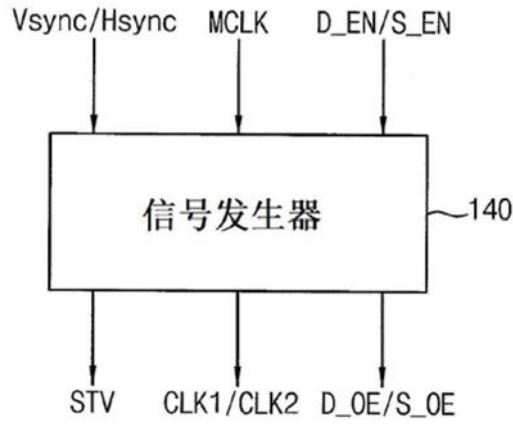 Vsync/Hsync MCLK D_EN/S_EN
信号发生器
140
STV CLK1/CLK2 D_OE/S_OE